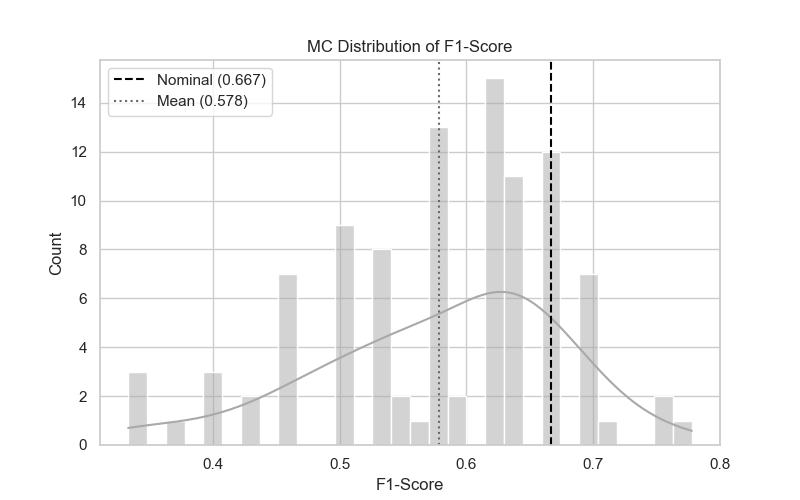 MC Distribution of F1-Score
Nominal (0.667)
Mean (0.578)
14
12
10
8
6
4
2
0
Count
0.4 0.5 0.6 0.7 0.8
F1-Score